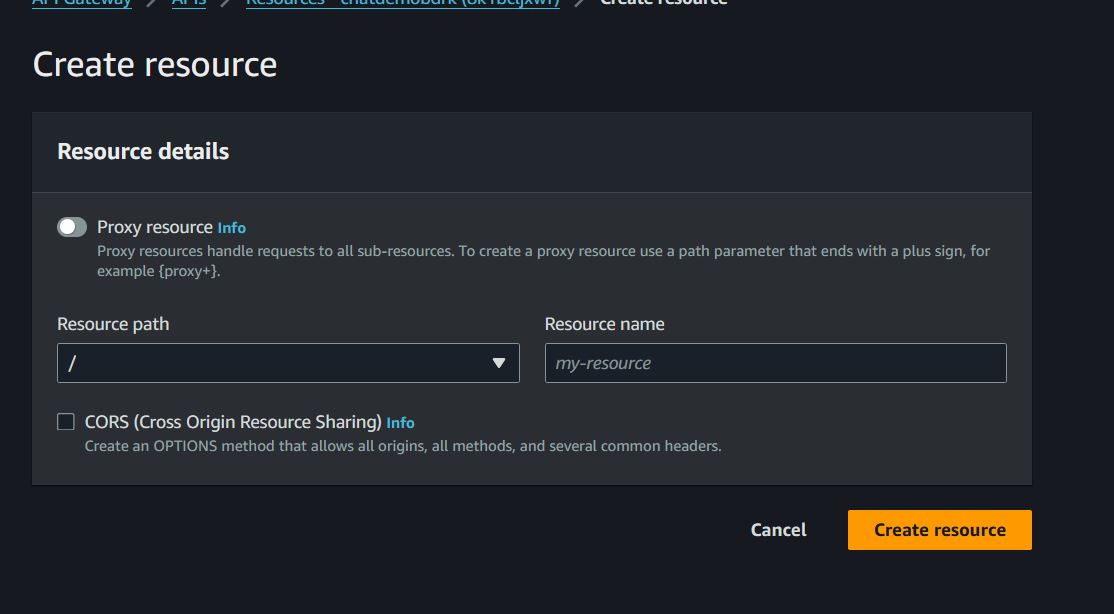 API Gateway / APIs / Resources - chatdemobdrk / Create resource
Create resource
Resource details
Proxy resource Info
Proxy resources handle requests to all sub-resources. To create a proxy resource use a path parameter that ends with a plus sign, for
example {proxy+}.
Resource path
Resource name
/
my-resource
CORS (Cross Origin Resource Sharing) Info
Create an OPTIONS method that allows all origins, all methods, and several common headers.
Cancel
Create resource